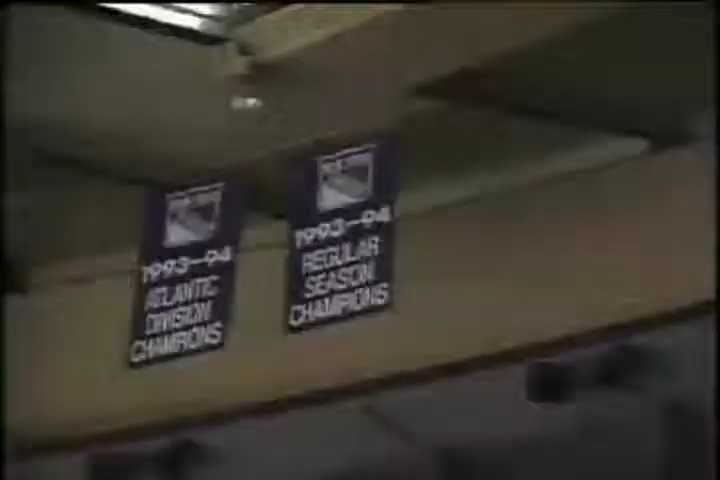 1993-94
ATLANTIC
DIVISION
CHAMPIONS
1993-94
REGULAR
SEASON
CHAMPIONS